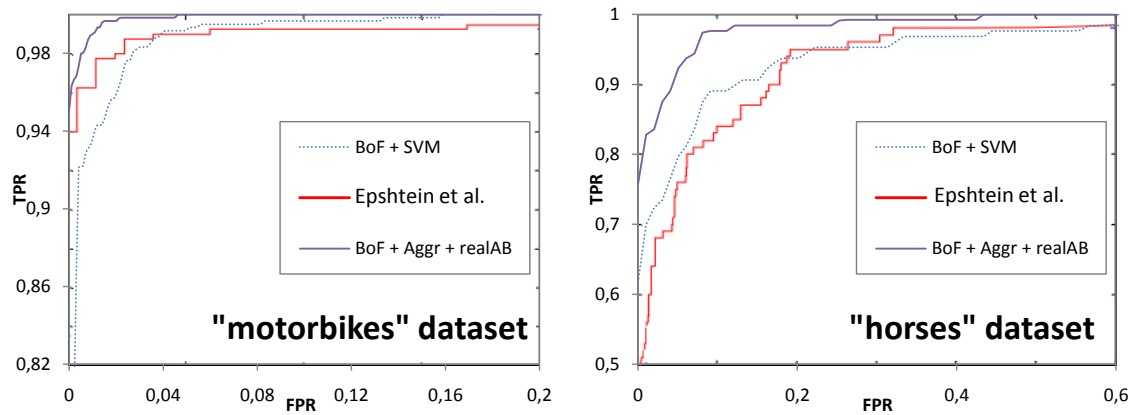 TPR
0,98
0,94
0,9
0,86
0,82
BoF + SVM
Epshtein et al.
BoF + Aggr + realAB
"motorbikes" dataset
0
0,04
0,08
0,12
0,16
0,2
FPR
TPR
1
0,9
0,8
0,7
0,6
0,5
BoF + SVM
Epshtein et al.
BoF + Aggr + realAB
"horses" dataset
0
0,2
0,4
0,6
FPR